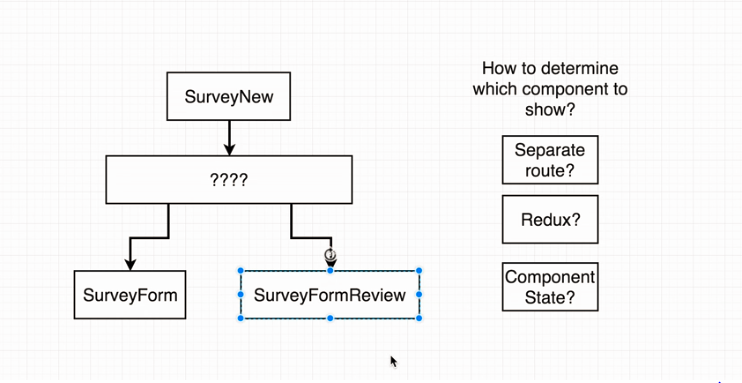 SurveyNew
????
SurveyForm
SurveyFormReview
How to determine
which component to
show?
Separate
route?
Redux?
Component
State?